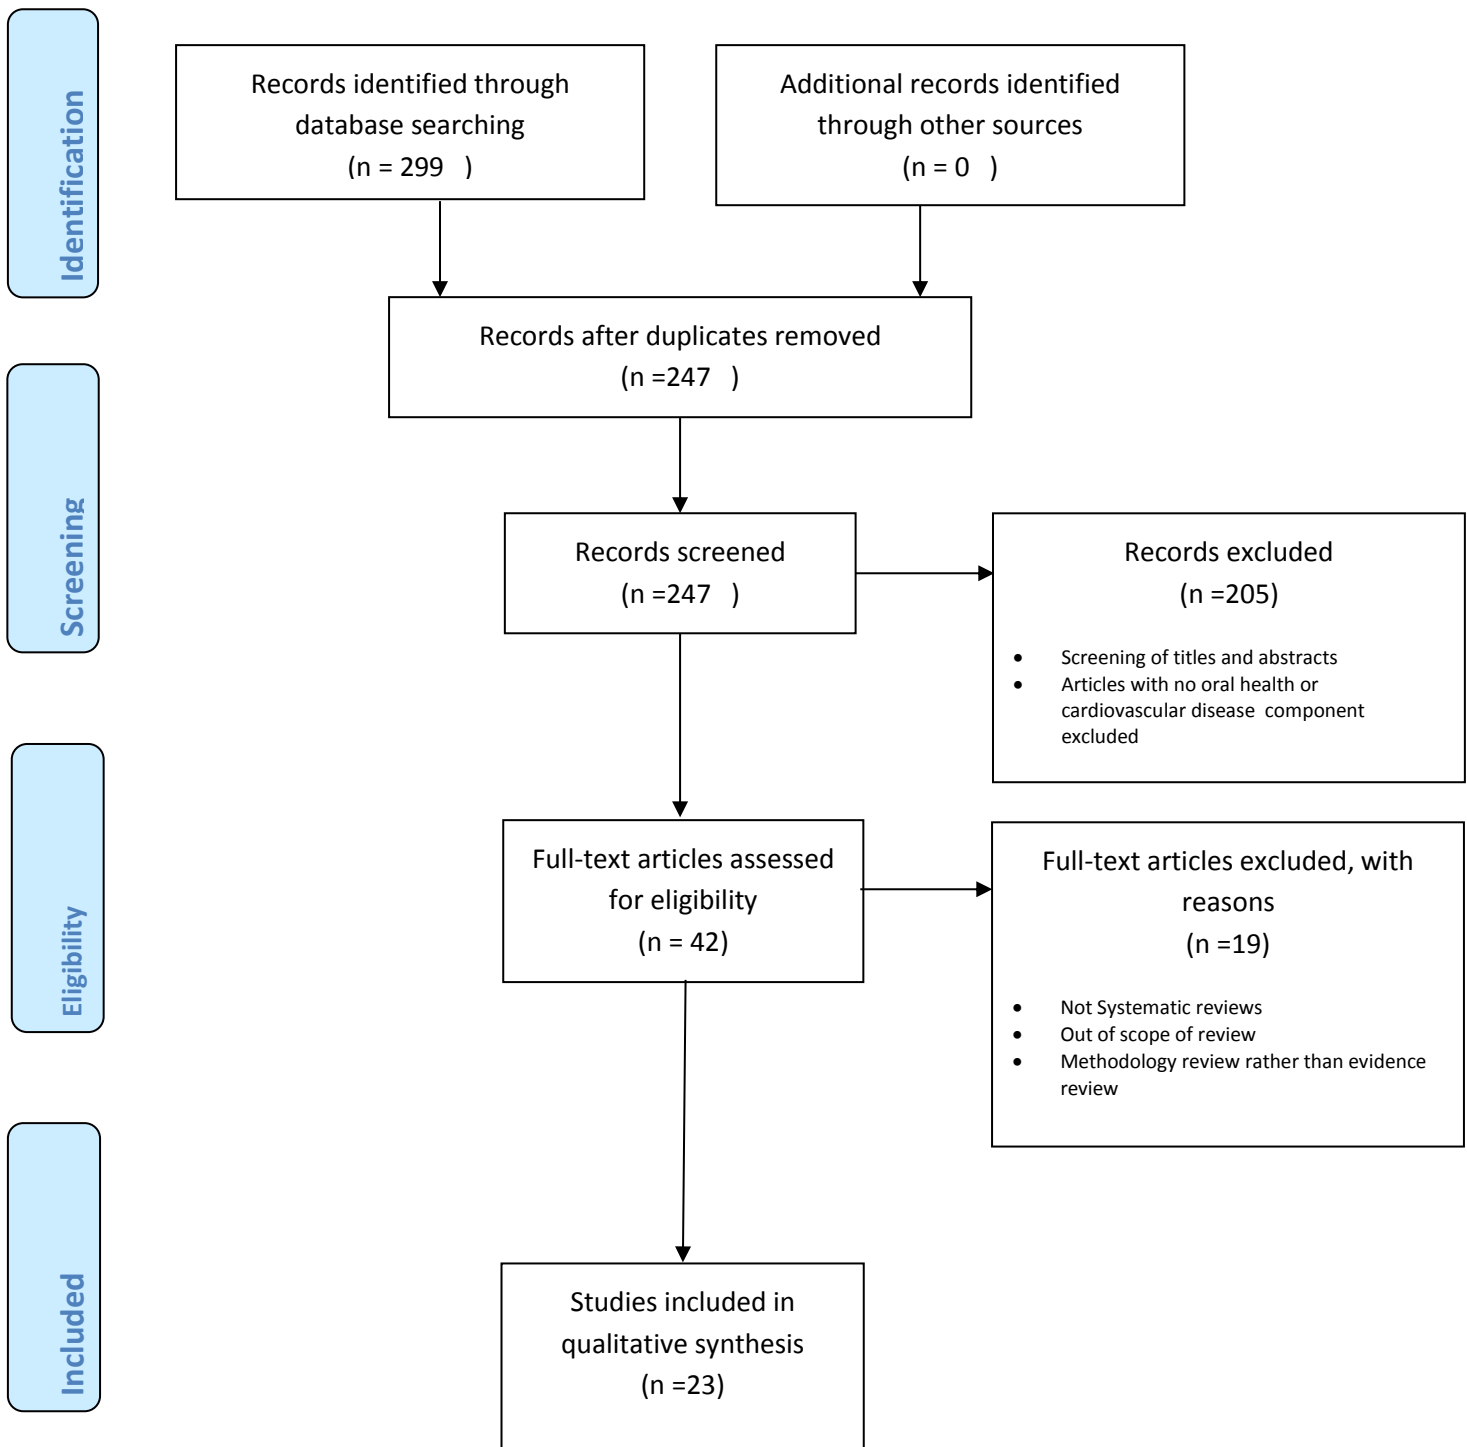 Identification
Records identified through
database searching
(n = 299   )
Additional records identified
through other sources
(n = 0   )
Records after duplicates removed
(n =247   )
Screening
Records screened
(n =247   )
Records excluded
(n =205)
• Screening of titles and abstracts
• Articles with no oral health or
cardiovascular disease  component
excluded
Eligibility
Full-text articles assessed
for eligibility
(n = 42)
Full-text articles excluded, with
reasons
(n =19)
• Not Systematic reviews
• Out of scope of review
• Methodology review rather than evidence
review
Included
Studies included in
qualitative synthesis
(n =23)